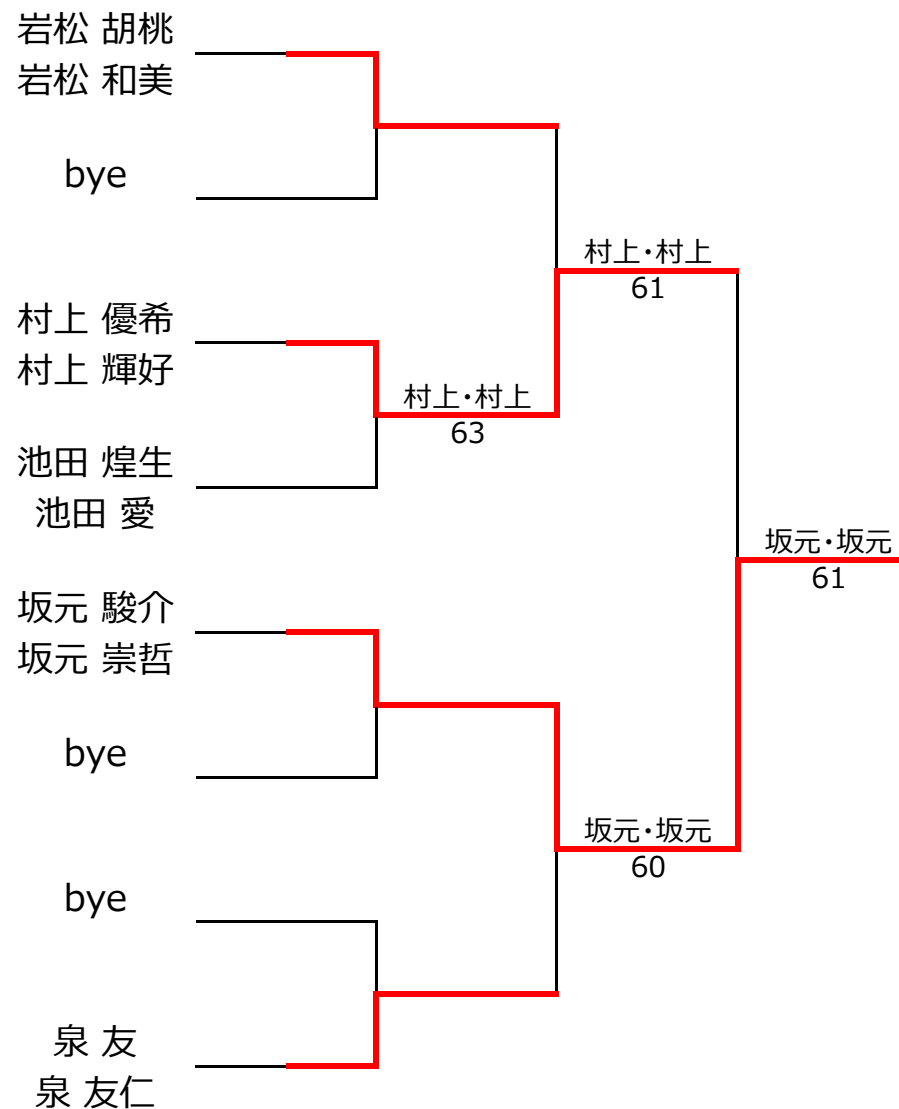 岩松 胡桃
岩松 和美
bye
村上・村上
61
村上 優希
村上 輝好
村上・村上
63
池田 煌生
池田 愛
坂元・坂元
61
坂元 駿介
坂元 崇哲
bye
坂元・坂元
60
bye
泉 友
泉 友仁